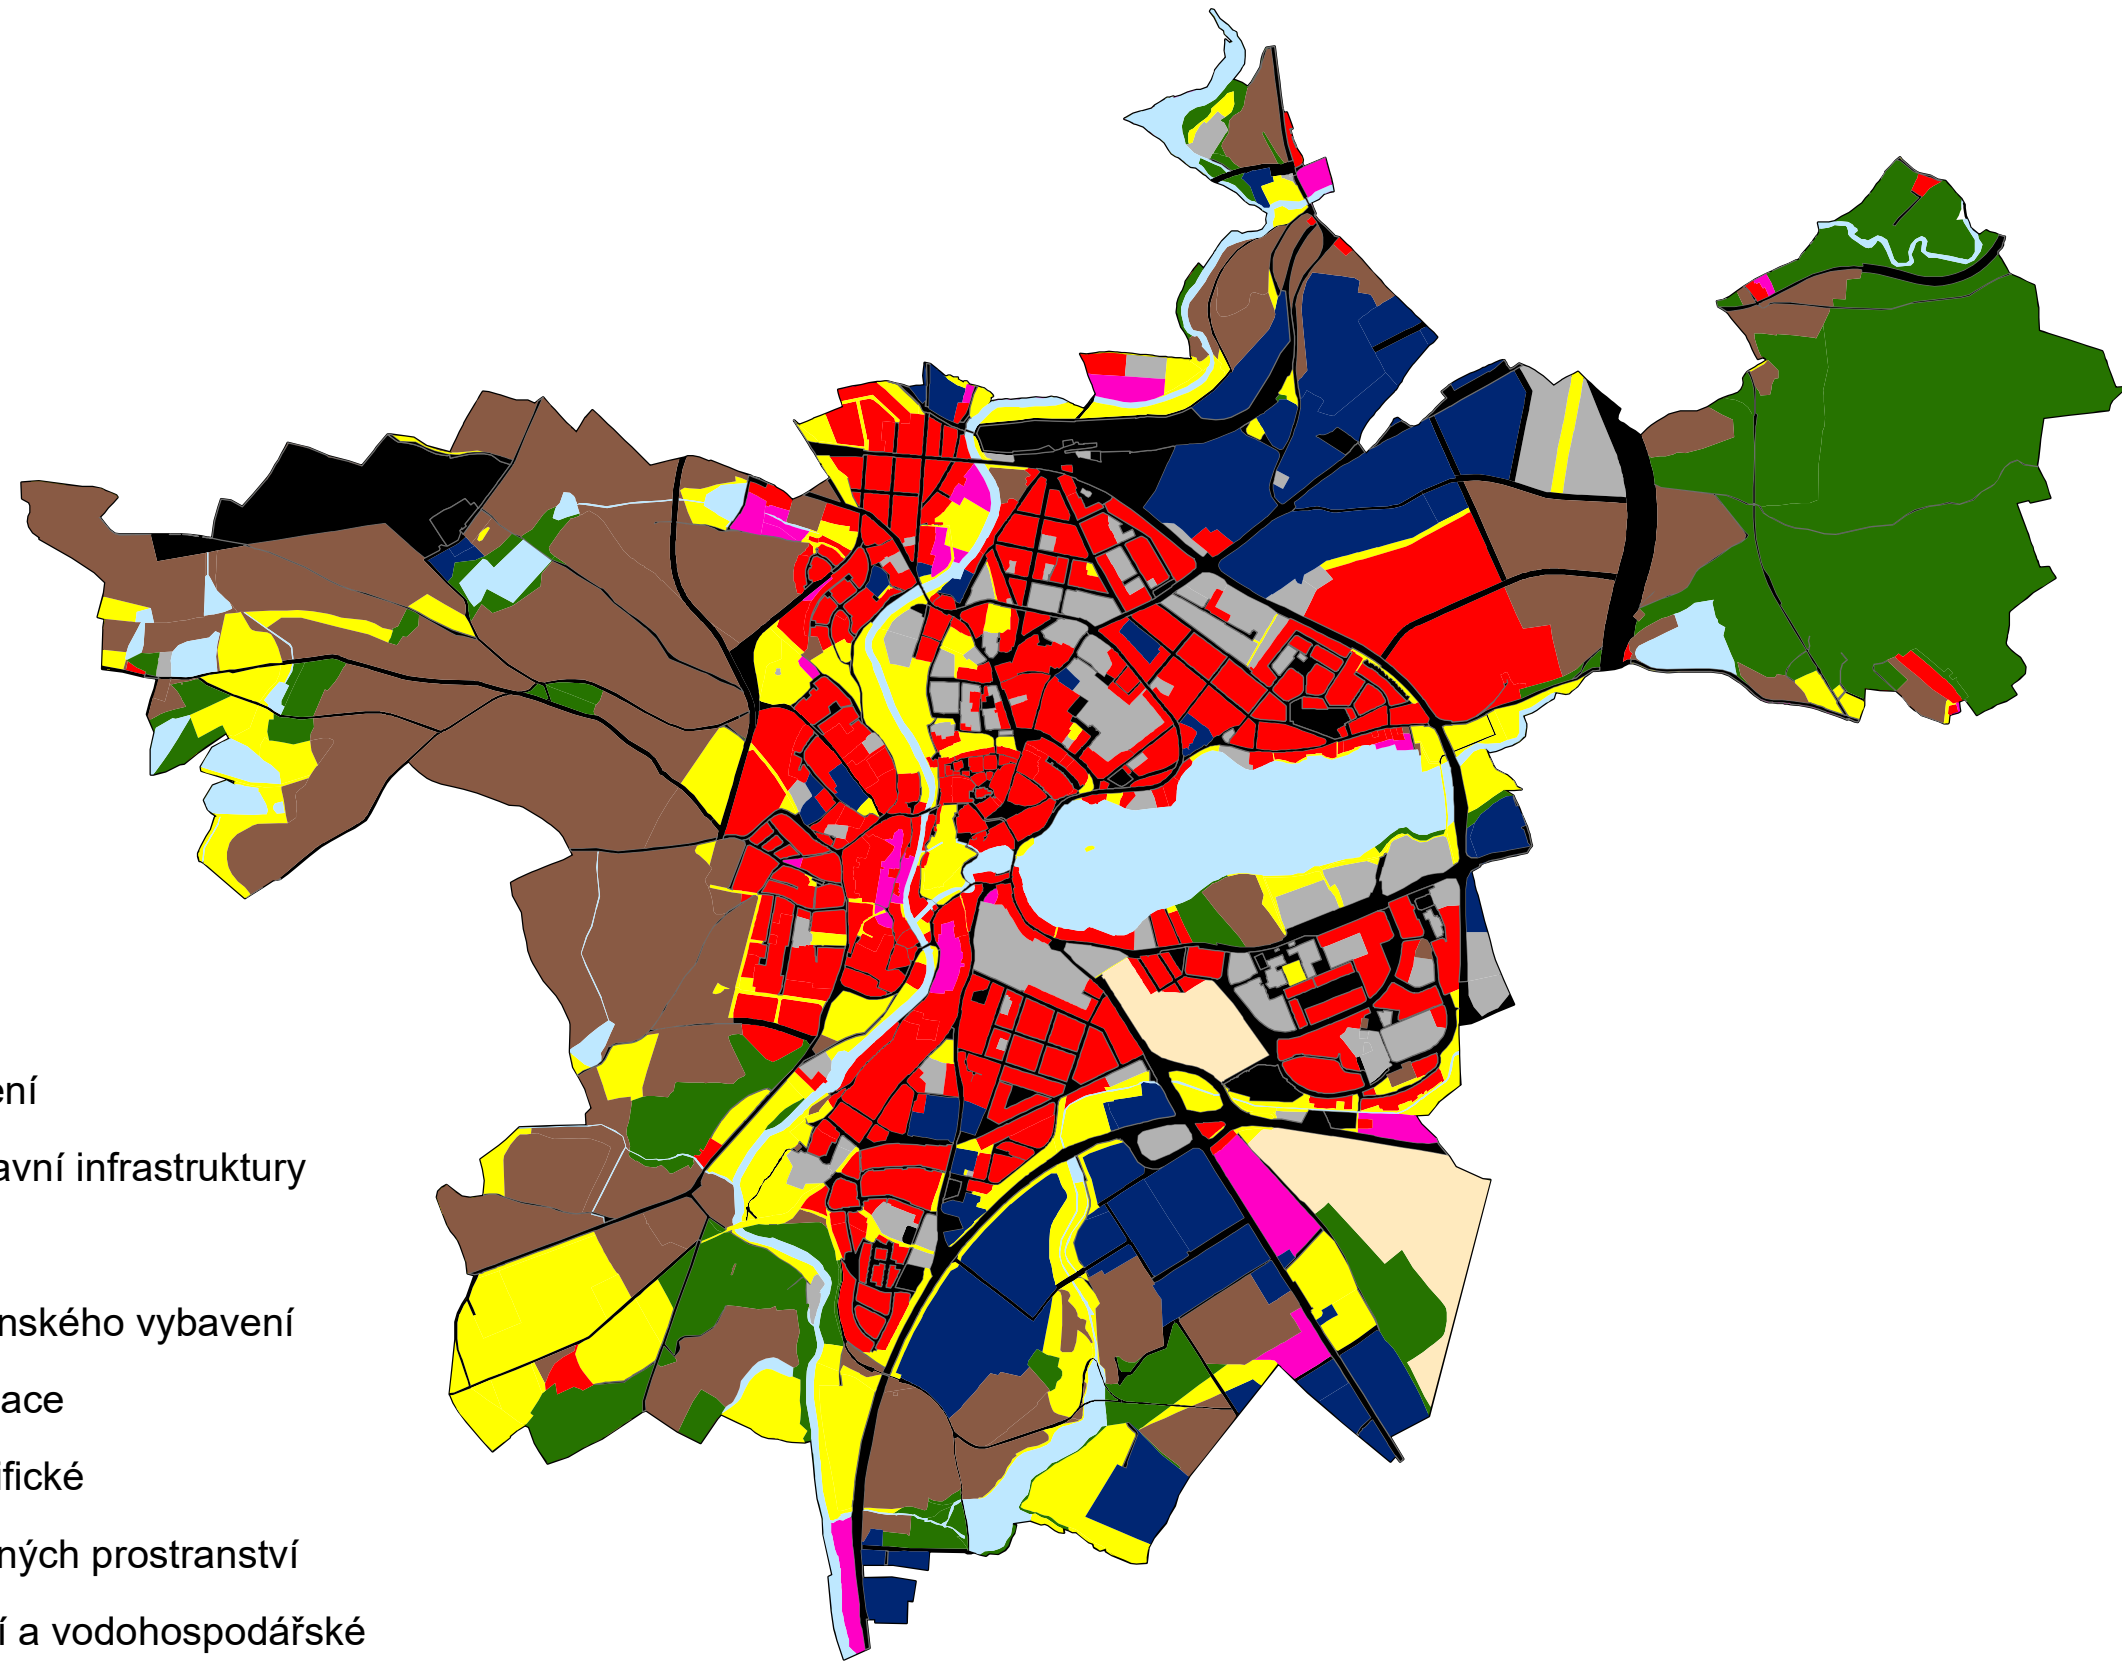 ení
avní infrastruktury
nského vybavení
ace
ifické
ných prostranství
í a vodohospodářské